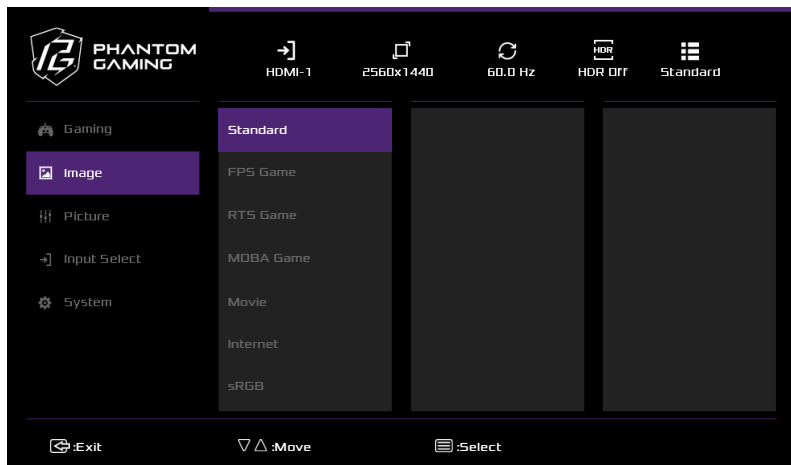 PHANTOM
GAMING
HDMI-1
2560x1440
60.0 Hz
HDR
HDR Off
Standard
Gaming
Image
Picture
Input Select
System
Standard
FPS Game
RTS Game
MOBA Game
Movie
Internet
sRGB
:Exit
:Move
:Select